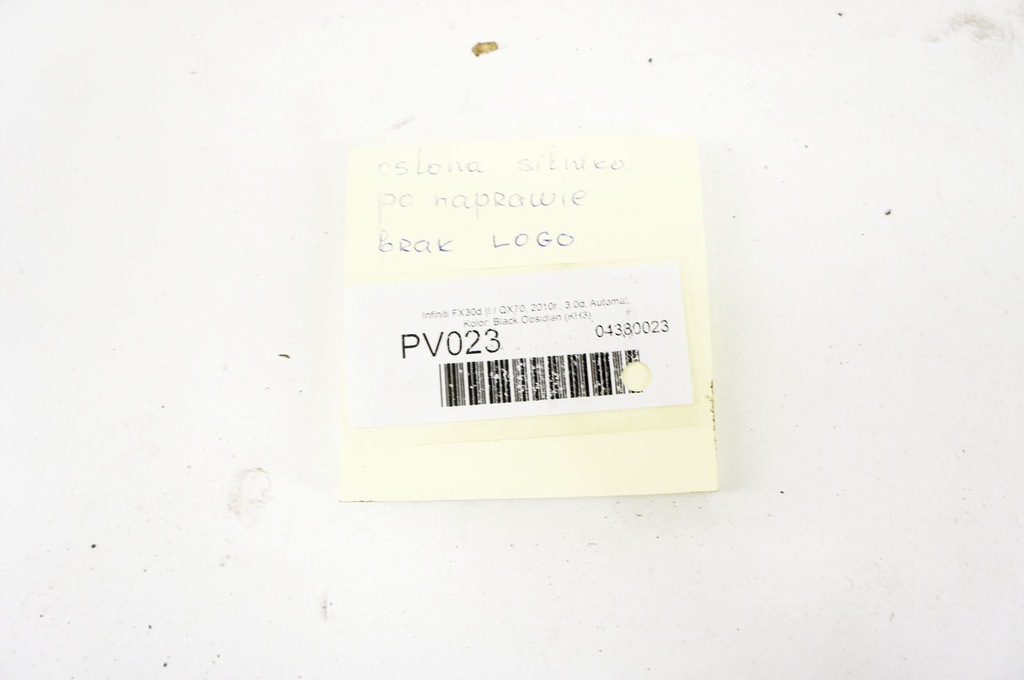 osłona silnika
po naprawie
brak LOGO
Infiniti FX30d II / QX70, 2010r., 3.0d, Automat,
Kolor: Black Obsidian (KH3)
PV023
04380023